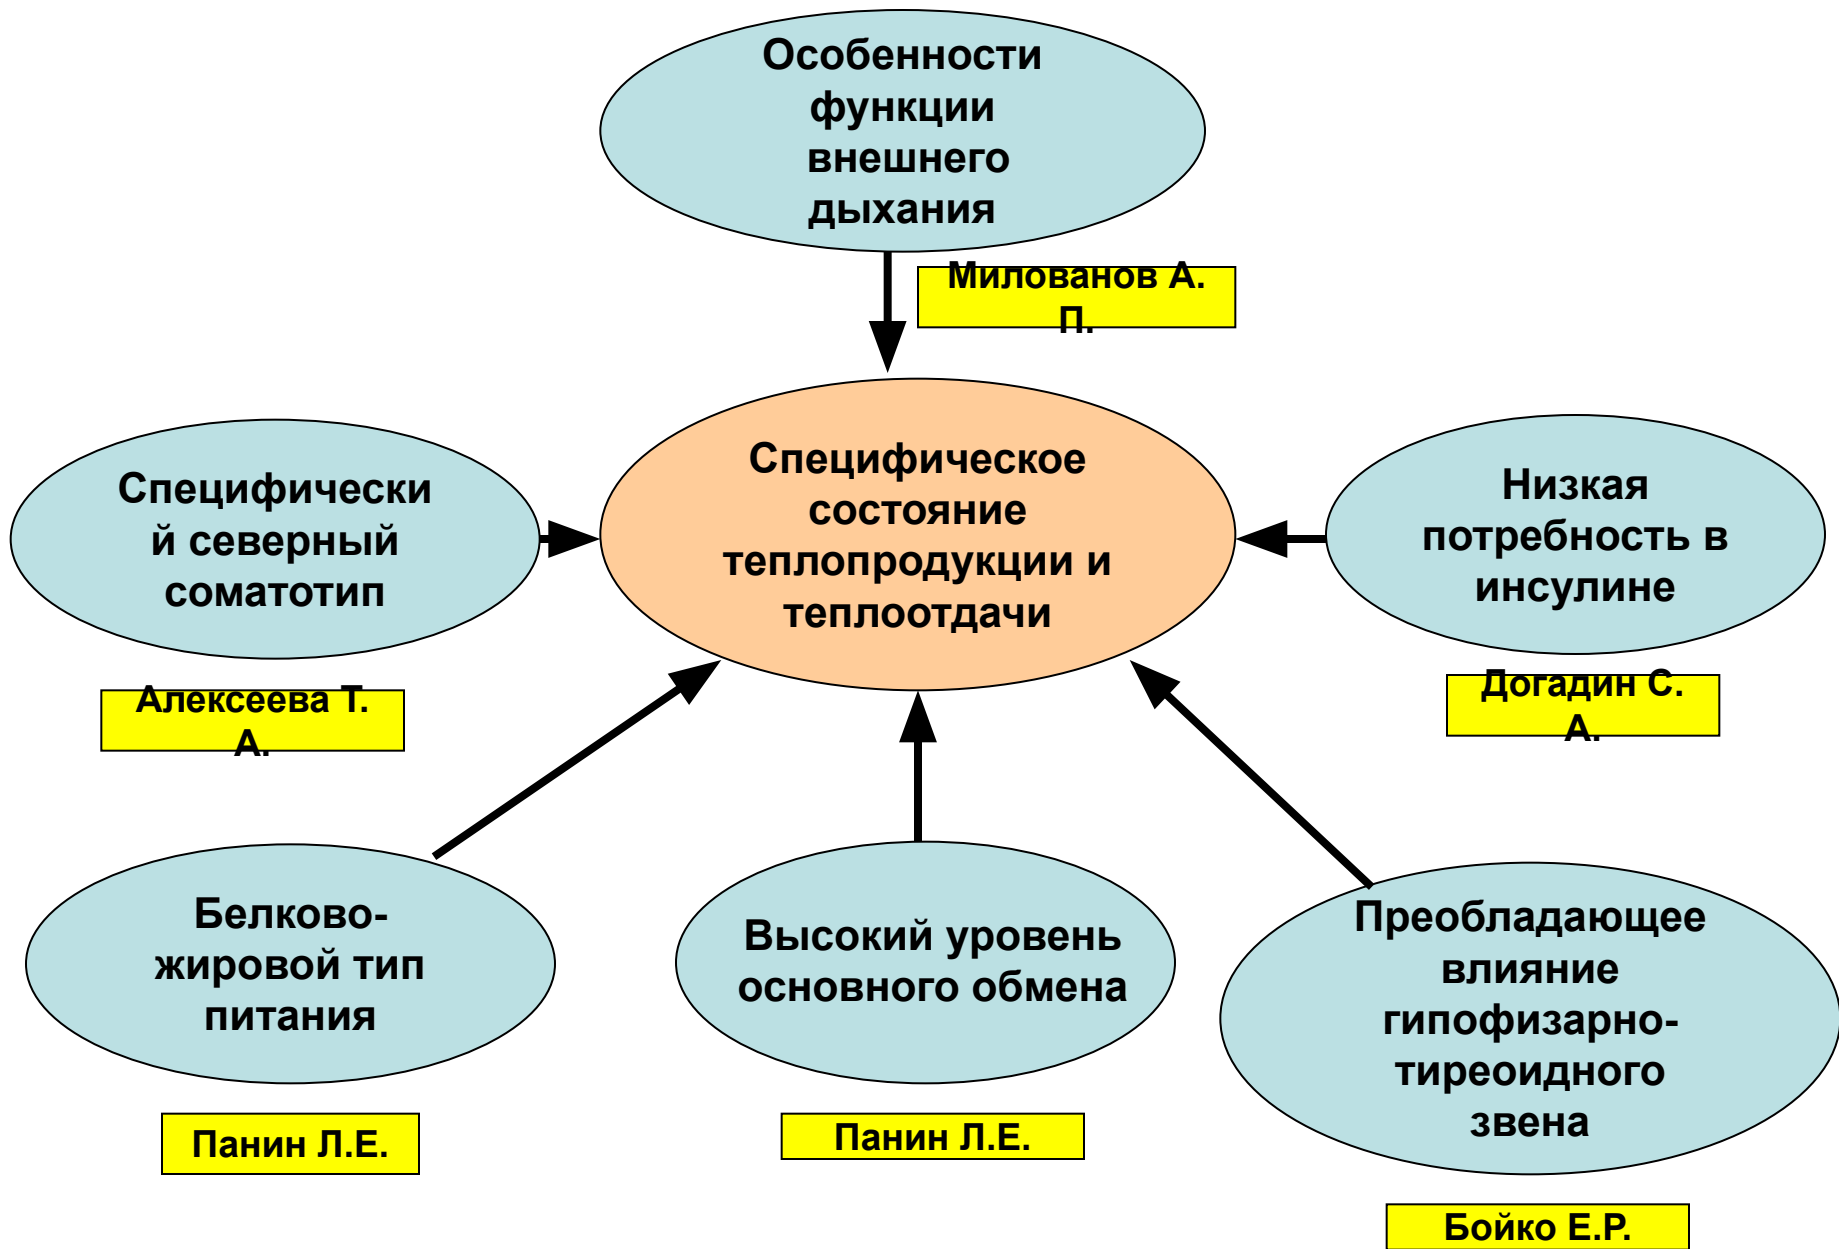 Особенности
функции
внешнего
дыхания
Милованов А.
П.
Специфически
й северный
соматотип
Алексеева Т.
А.
Специфическое
состояние
теплопродукции и
теплоотдачи
Низкая
потребность в
инсулине
Догадин С.
А.
Белково-
жировой тип
питания
Панин Л.Е.
Высокий уровень
основного обмена
Панин Л.Е.
Преобладающее
влияние
гипофизарно-
тиреоидного
звена
Бойко Е.Р.